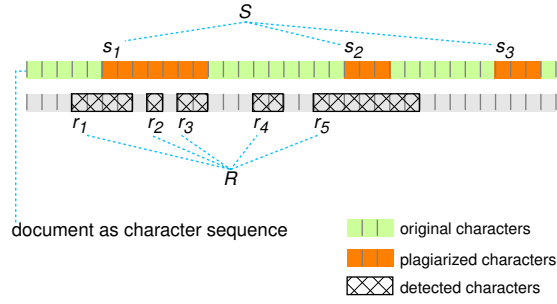 S
s1 s2 s3
r1 r2 r3 r4 r5
R
document as character sequence
original characters
plagiarized characters
detected characters